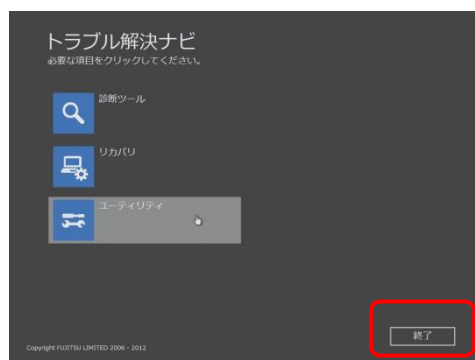 トラブル解決ナビ
必要な項目をクリックしてください。
診断ツール
リカバリ
ユーティリティ
終了
Copyright FUJITSU LIMITED 2006 - 2012